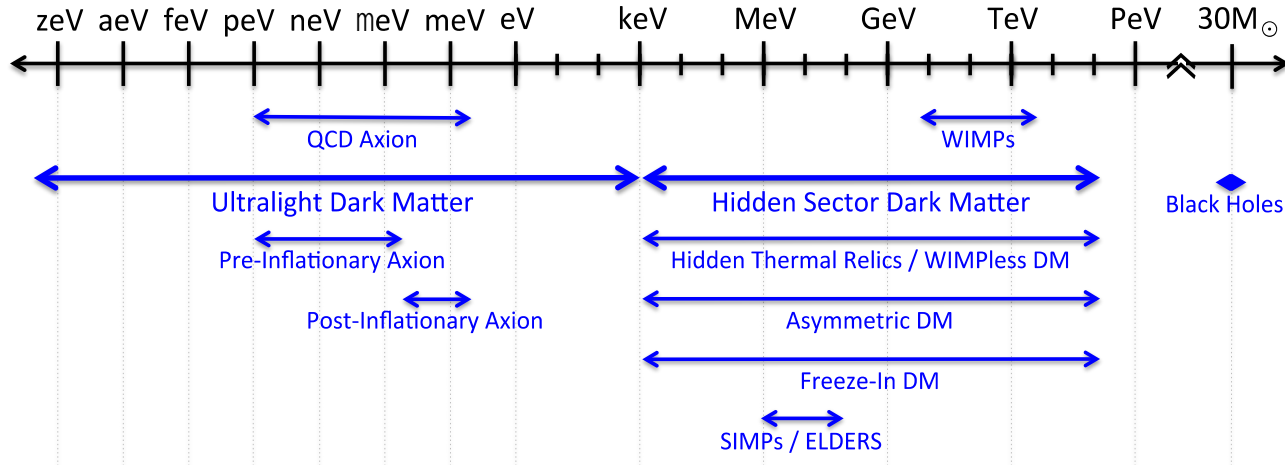 zeV aeV feV peV neV meV meV eV keV MeV GeV TeV PeV 30M⊙
QCD Axion WIMPs
Ultralight Dark Matter Hidden Sector Dark Matter Black Holes
Pre-Inflationary Axion Hidden Thermal Relics / WIMPless DM
Post-Inflationary Axion Asymmetric DM
Freeze-In DM
SIMPs / ELDERS